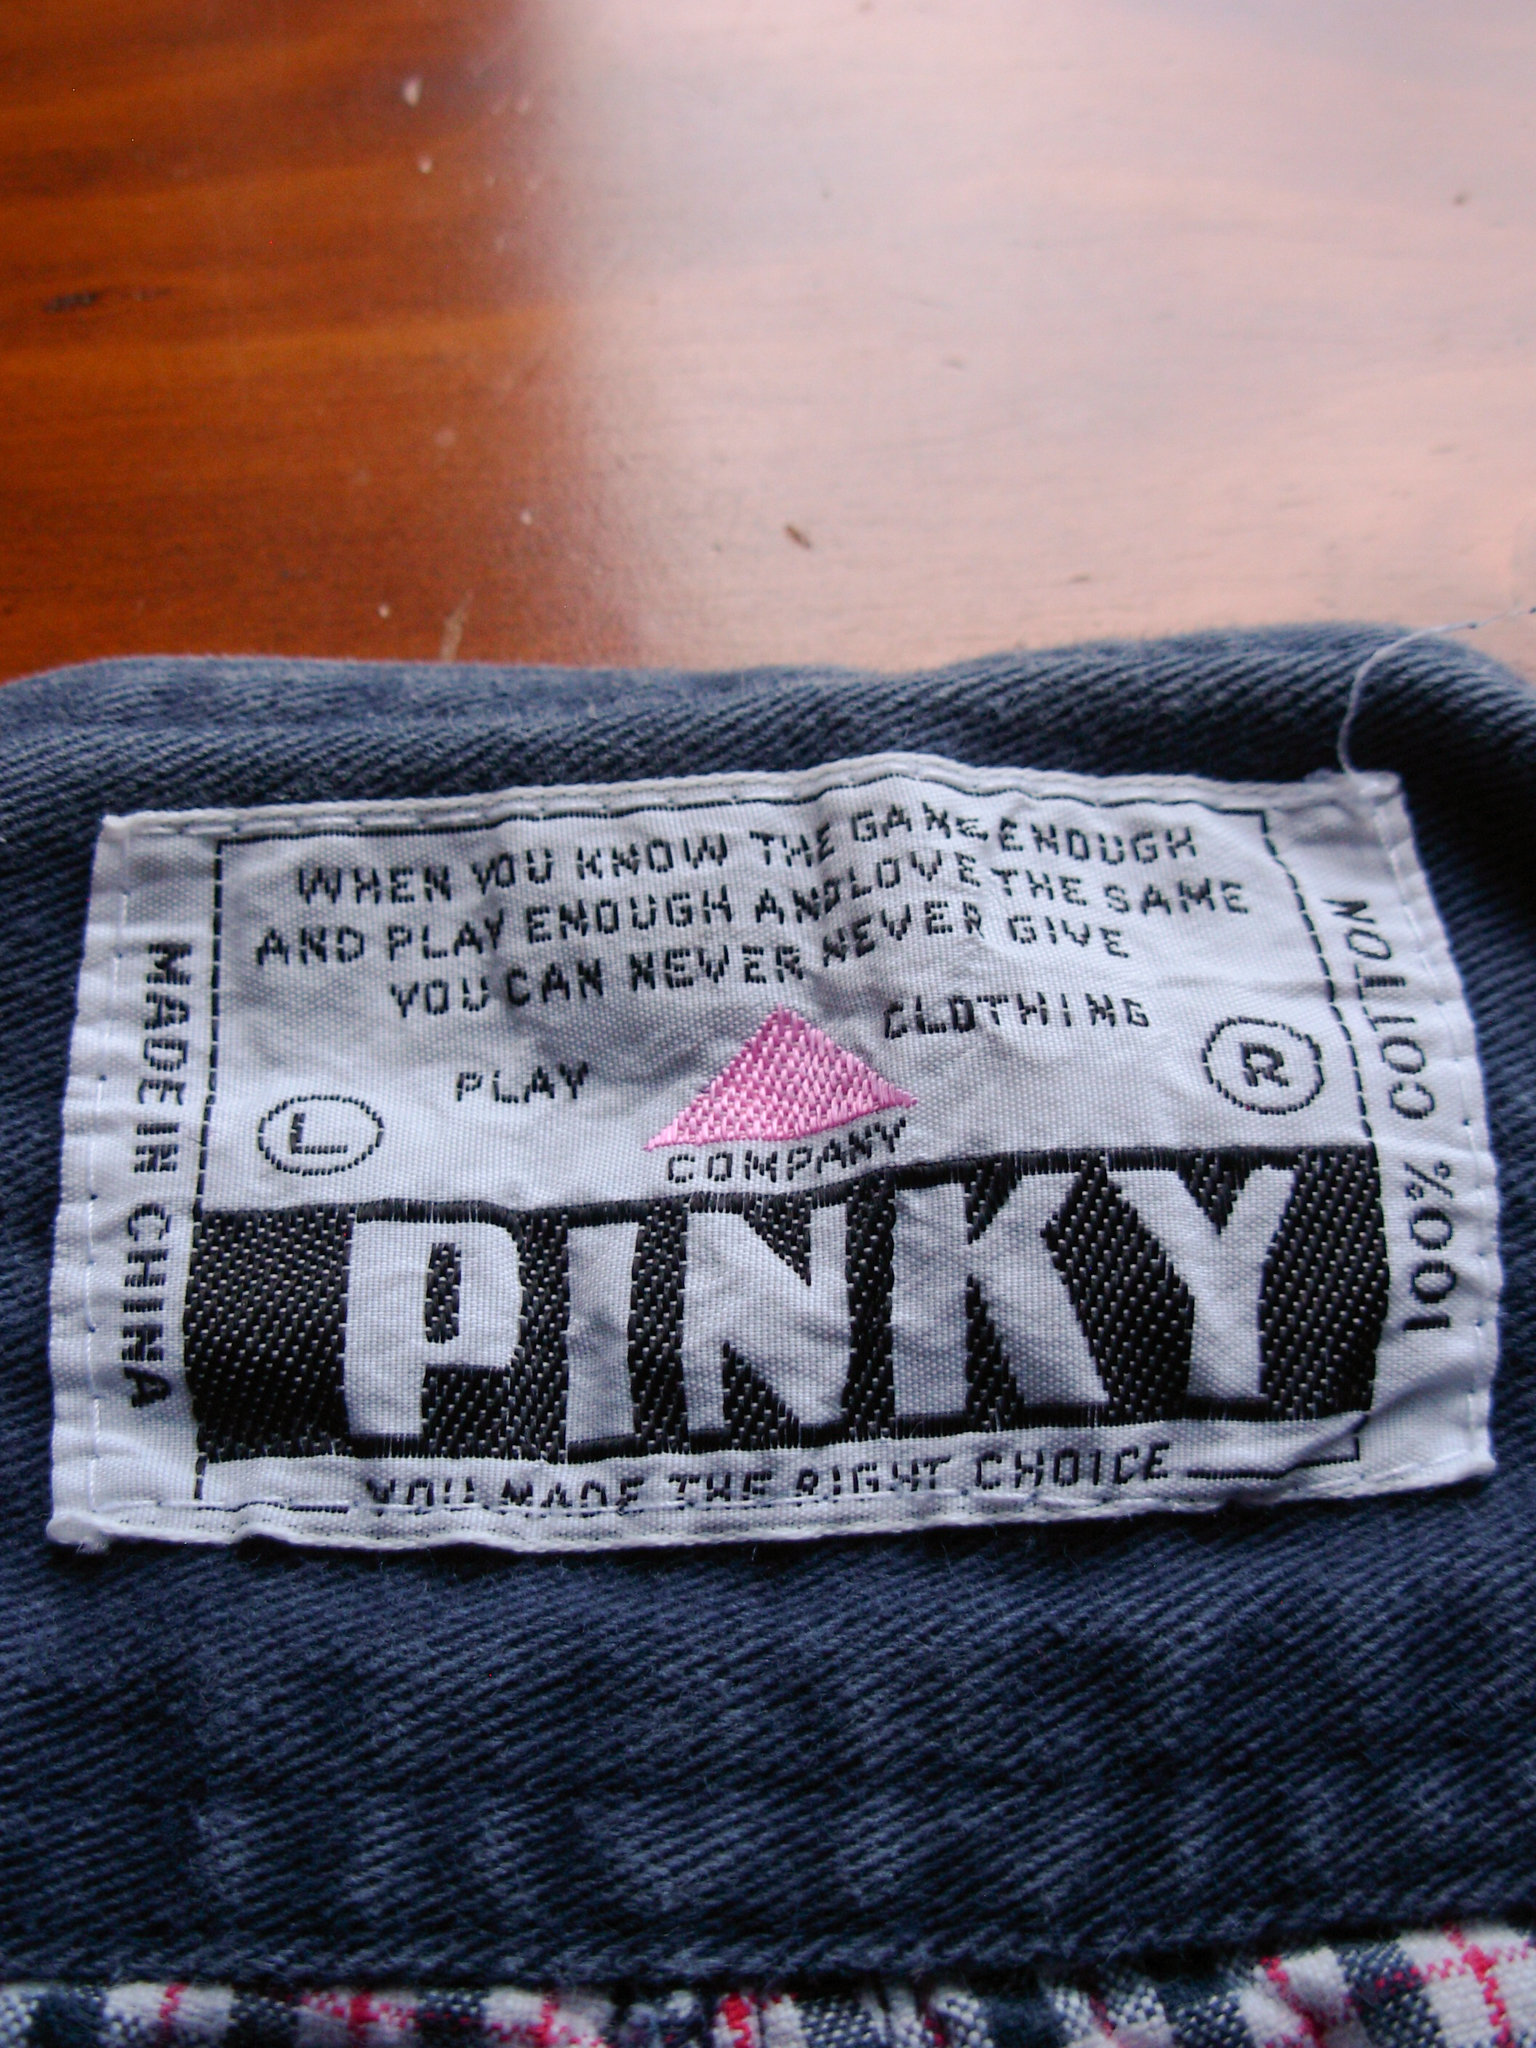 WHEN YOU KNOW THE GAME ENOUGH
AND PLAY ENOUGH AND LOVE THE SAME
YOU CAN NEVER NEVER GIVE
PLAY
CLOTHING
COMPANY
L
R
PINKY
YOU MADE THE RIGHT CHOICE
MADE IN CHINA
100% COTTON